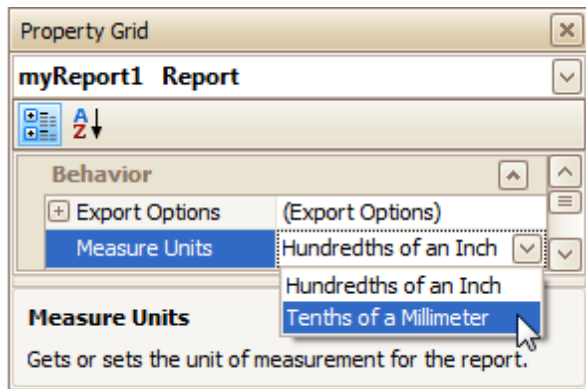 Property Grid
myReport1 Report
A
Z
Behavior
Export Options (Export Options)
Measure Units Hundredths of an Inch
Hundredths of an Inch
Tenths of a Millimeter
Measure Units
Gets or sets the unit of measurement for the report.